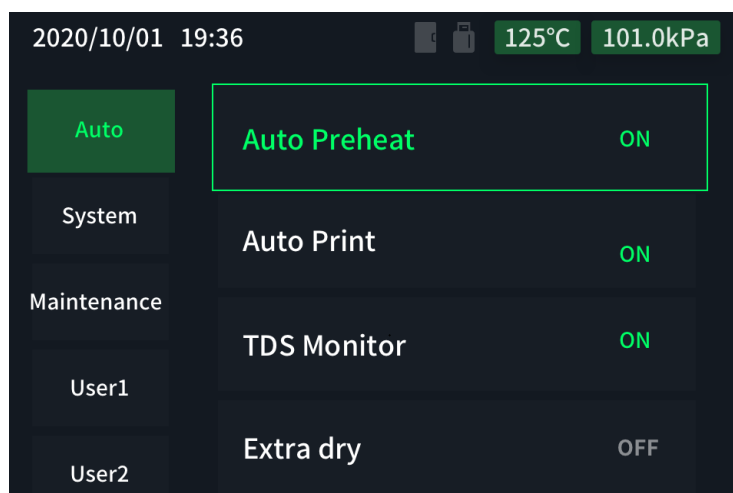 2020/10/01 19:36 125°C 101.0kPa
Auto
System
Maintenance
User1
User2
Auto Preheat ON
Auto Print ON
TDS Monitor ON
Extra dry OFF